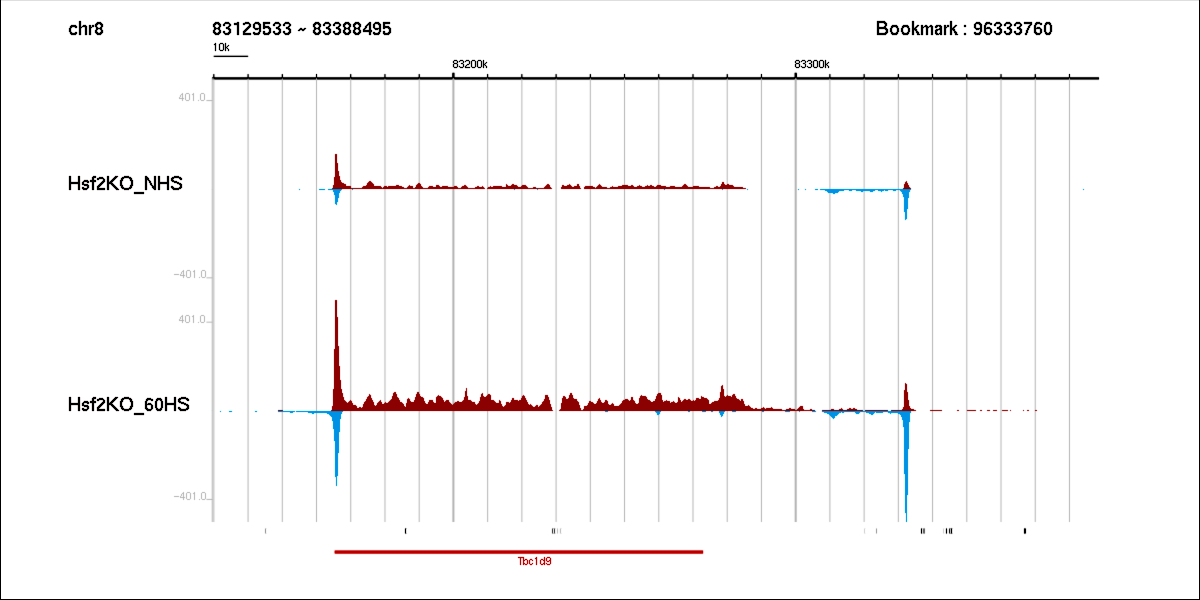 chr8 83129533 ~ 83388495 Bookmark : 96333760
10k
83200k 83300k
401.0
Hsf2KO_NHS
-401.0
401.0
Hsf2KO_60HS
-401.0
Tbc1d9